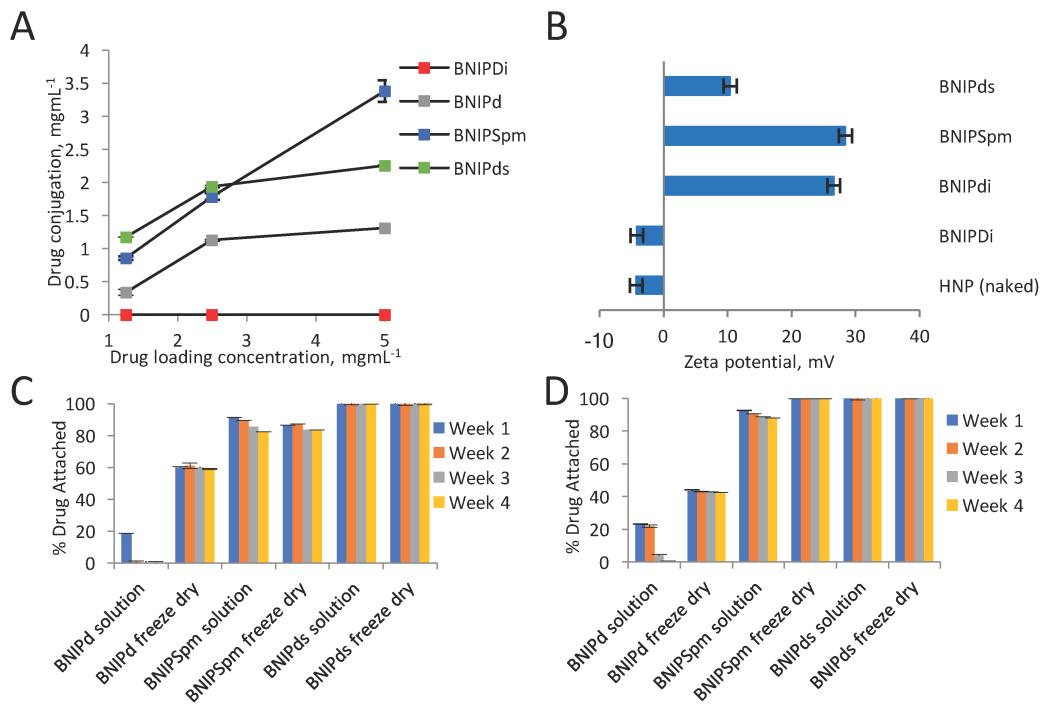 A
Drug conjugation, mgmL-1
4
3.5
3
2.5
2
1.5
1
0.5
0
1 2 3 4 5
Drug loading concentration, mgmL-1
BNIPDi
BNIPd
BNIPSpm
BNIPds
B
BNIPds
BNIPSpm
BNIPdi
BNIPDi
HNP (naked)
-10 0 10 20 30 40
Zeta potential, mV
C
% Drug Attached
100
80
60
40
20
0
BNIPd solution
BNIPd freeze dry
BNIPSpm solution
BNIPSpm freeze dry
BNIPds solution
BNIPds freeze dry
Week 1
Week 2
Week 3
Week 4
D
% Drug Attached
100
80
60
40
20
0
BNIPd solution
BNIPd freeze dry
BNIPSpm solution
BNIPSpm freeze dry
BNIPds solution
BNIPds freeze dry
Week 1
Week 2
Week 3
Week 4